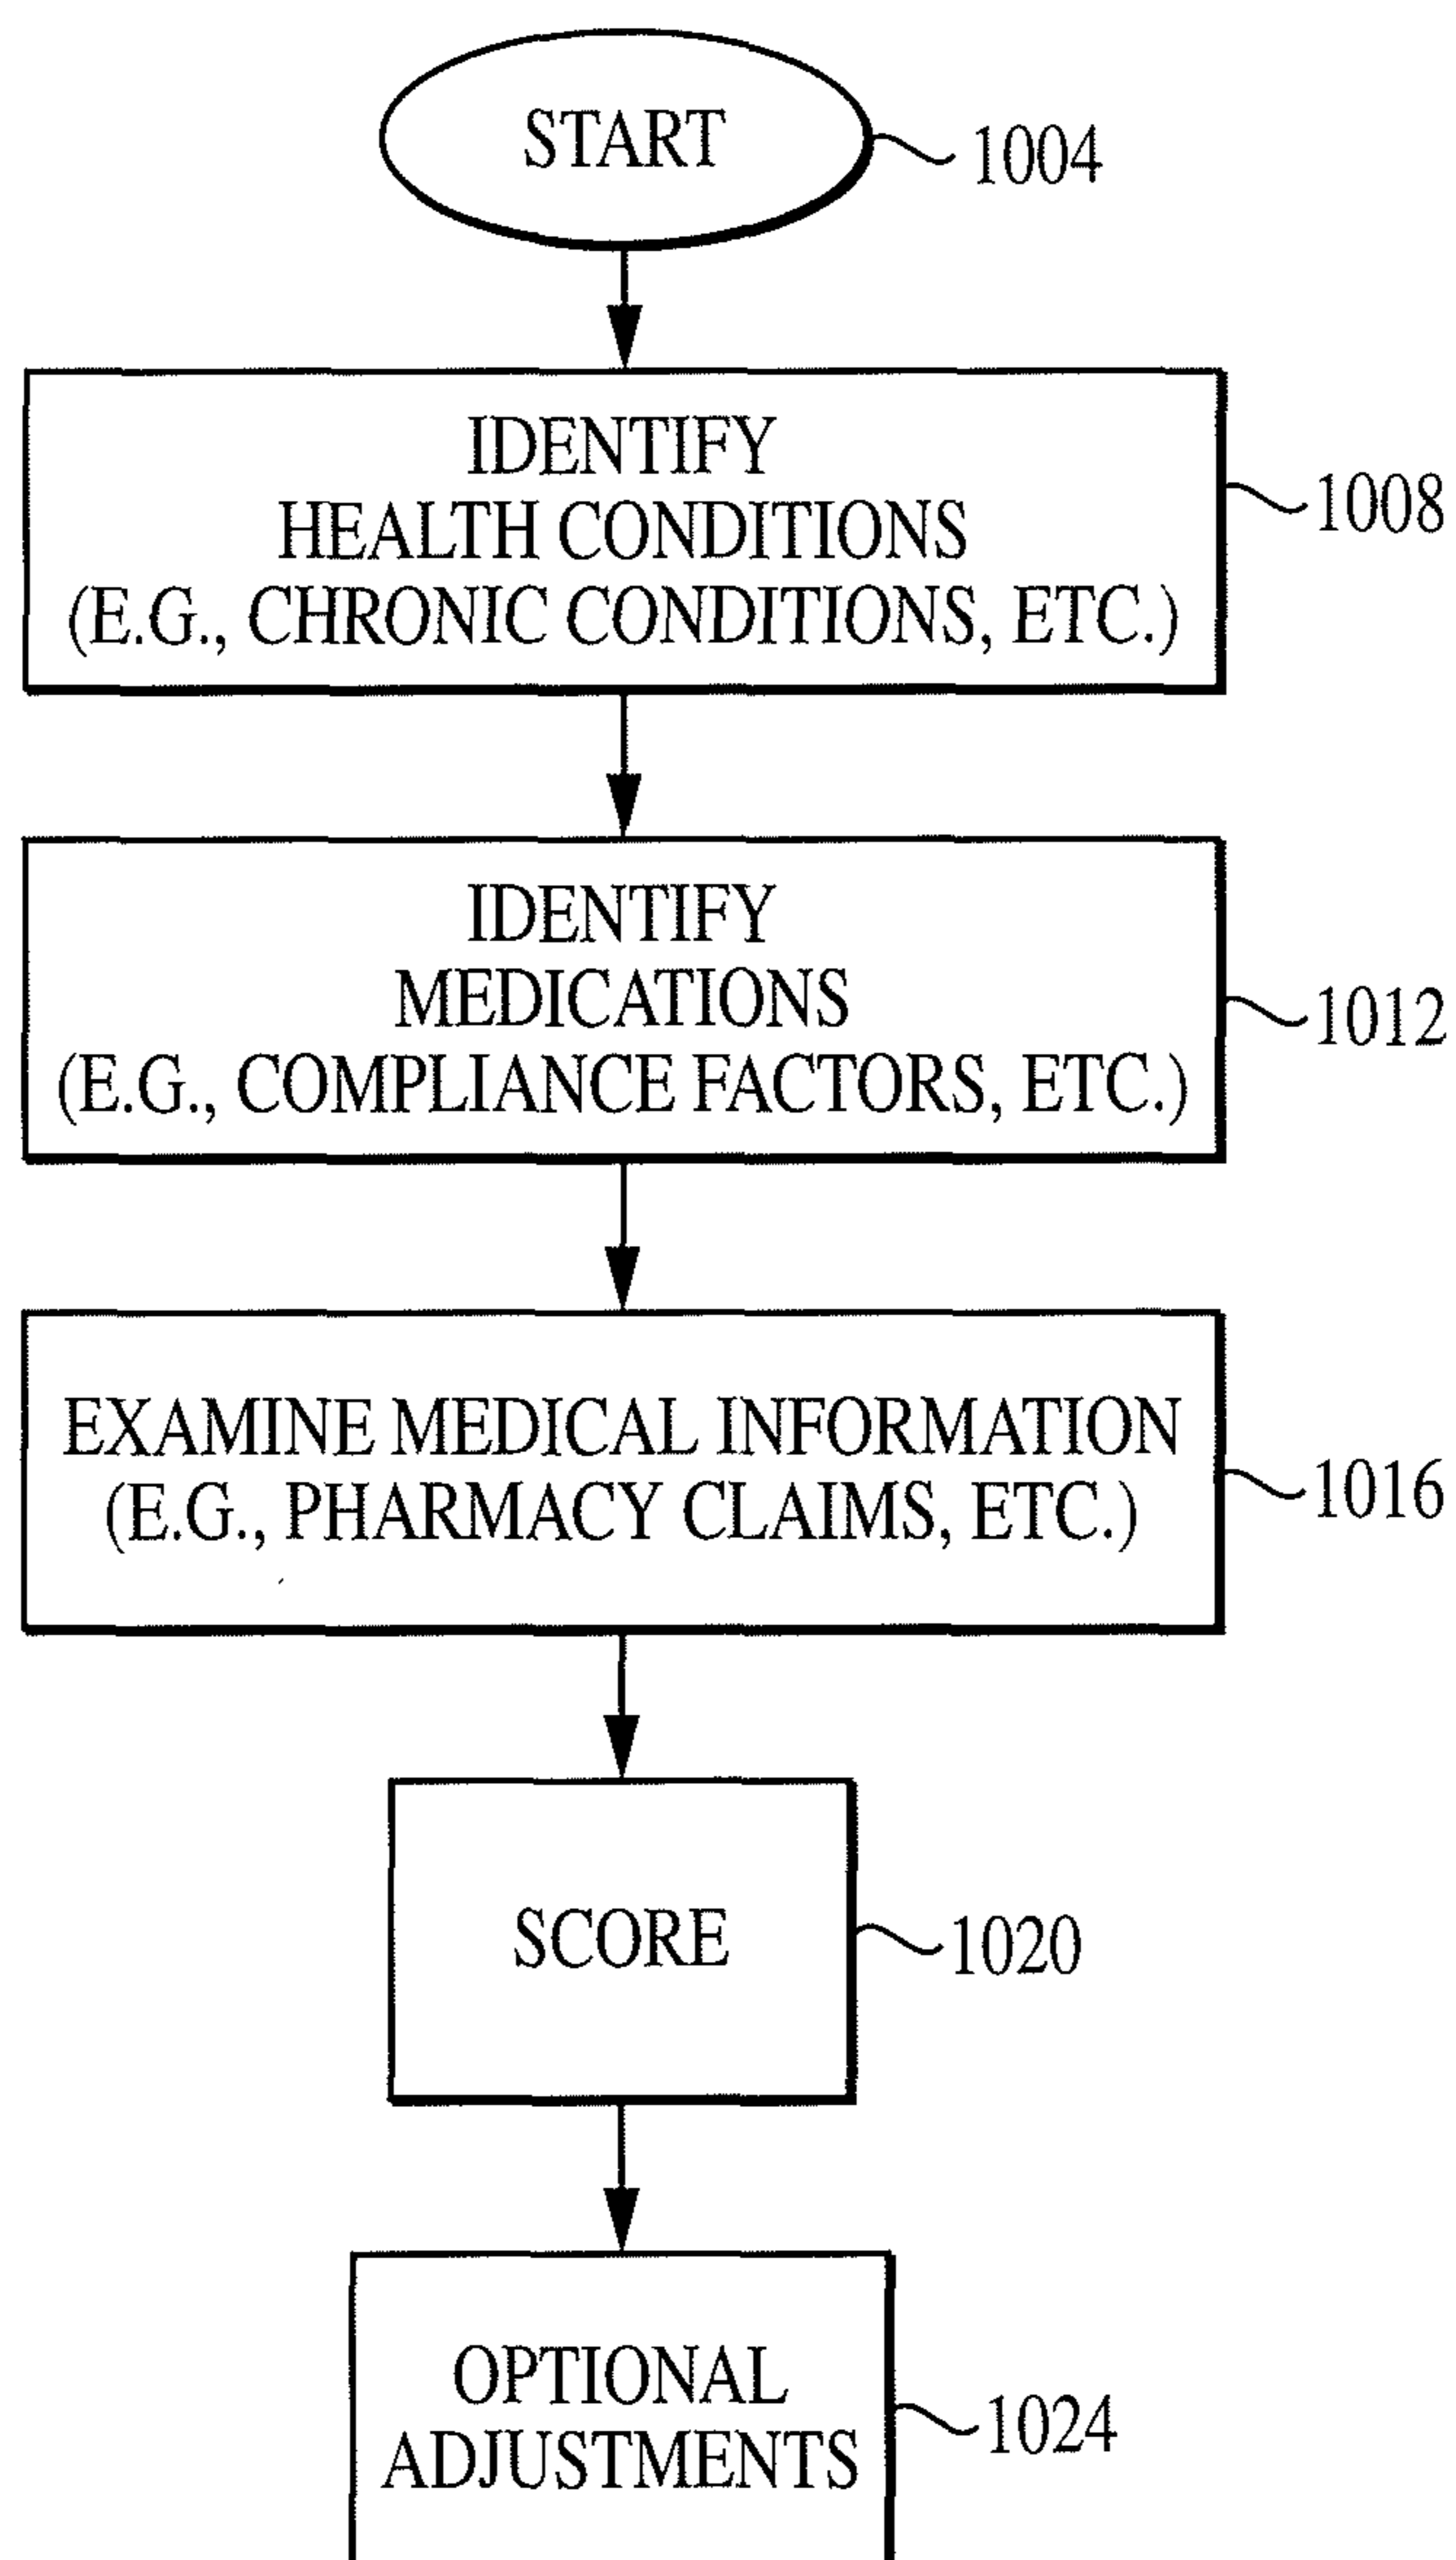 START
1004
IDENTIFY
HEALTH CONDITIONS
(E.G., CHRONIC CONDITIONS, ETC.)
1008
IDENTIFY
MEDICATIONS
(E.G., COMPLIANCE FACTORS, ETC.)
1012
EXAMINE MEDICAL INFORMATION
(E.G., PHARMACY CLAIMS, ETC.)
1016
SCORE
1020
OPTIONAL
ADJUSTMENTS
1024